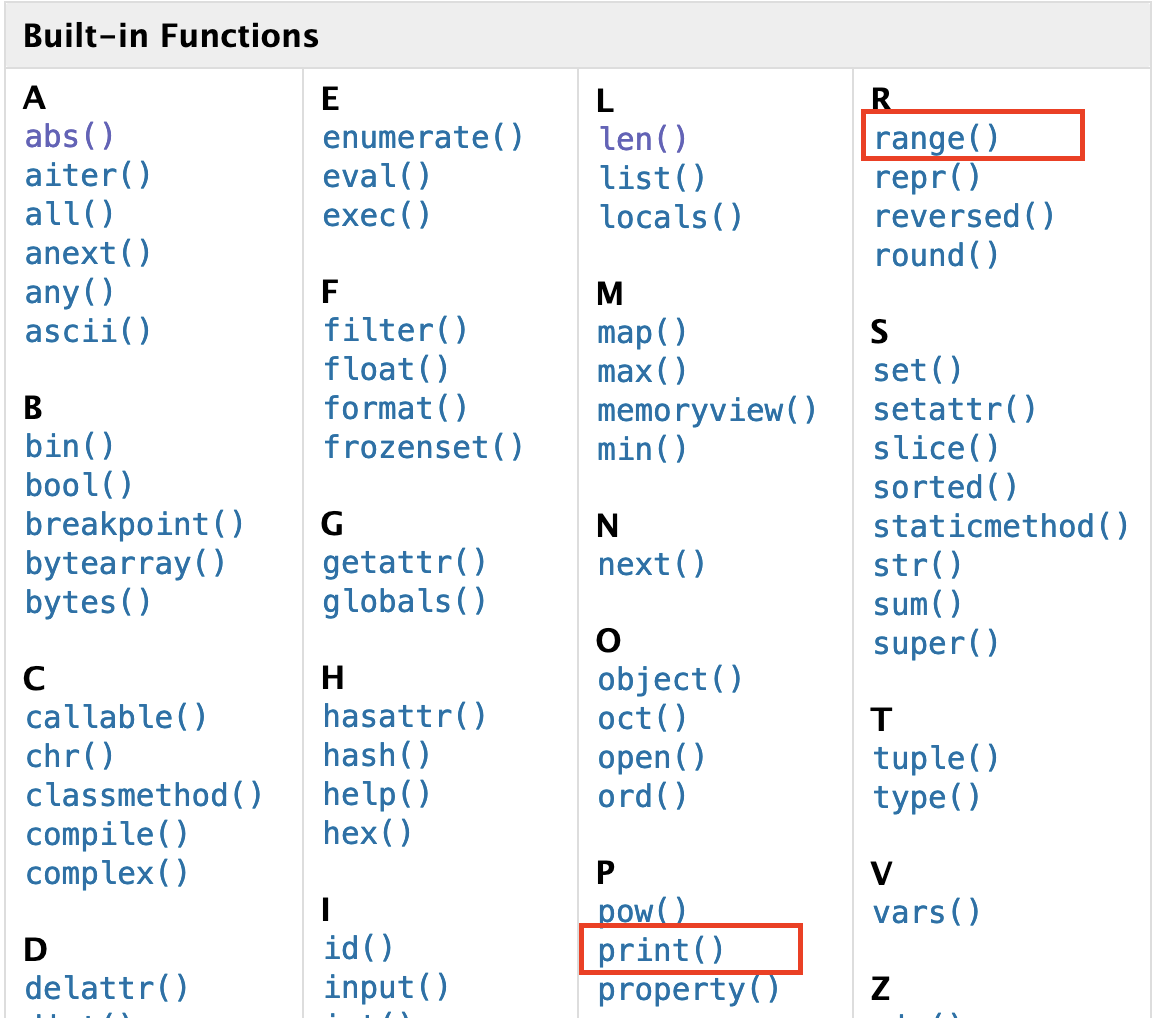 Built-in Functions
A
abs()
aiter()
all()
anext()
any()
ascii()
B
bin()
bool()
breakpoint()
bytearray()
bytes()
C
callable()
chr()
classmethod()
compile()
complex()
D
delattr()
E
enumerate()
eval()
exec()
F
filter()
float()
format()
frozenset()
G
getattr()
globals()
H
hasattr()
hash()
help()
hex()
I
id()
input()
L
len()
list()
locals()
M
map()
max()
memoryview()
min()
N
next()
O
object()
oct()
open()
ord()
P
pow()
print()
property()
R
range()
repr()
reversed()
round()
S
set()
setattr()
slice()
sorted()
staticmethod()
str()
sum()
super()
T
tuple()
type()
V
vars()
Z